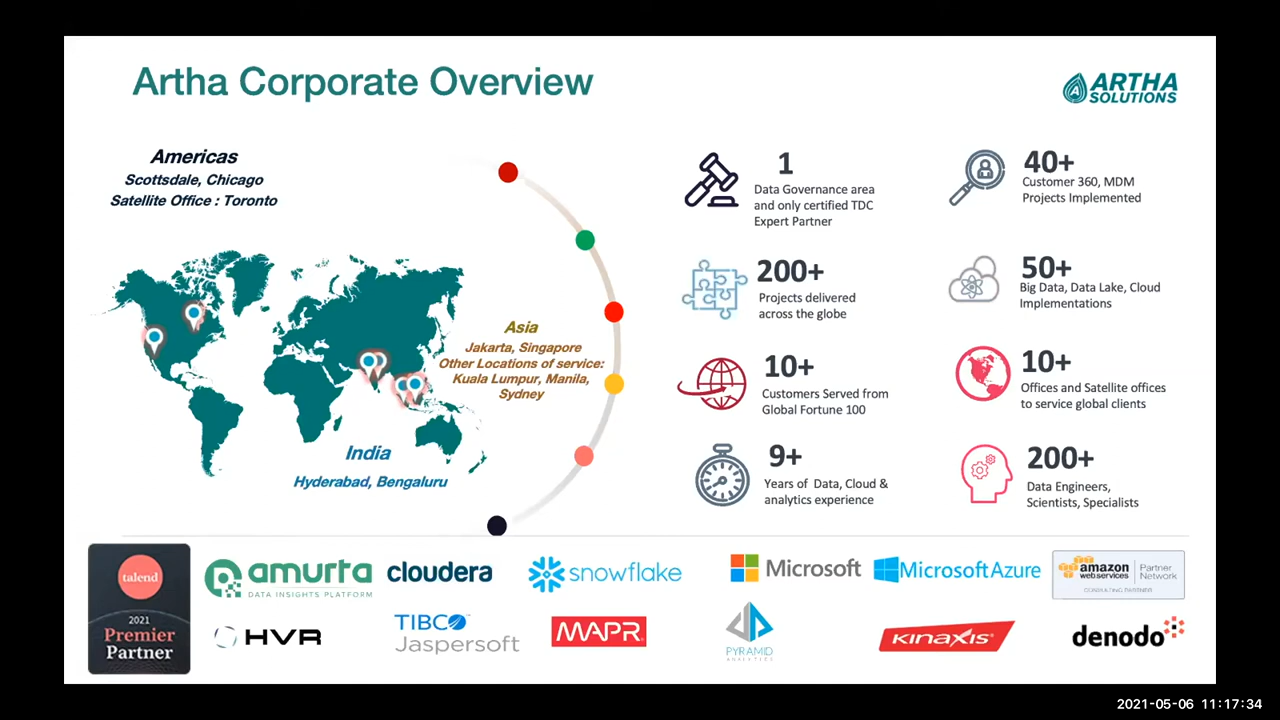 Artha Corporate Overview
ARTHA
SOLUTIONS
Americas
Scottsdale, Chicago
Satellite Office : Toronto
Asia
Jakarta, Singapore
Other Locations of service:
Kuala Lumpur, Manila,
Sydney
India
Hyderabad, Bengaluru
1
Data Governance area
and only certified TDC
Expert Partner
40+
Customer 360, MDM
Projects Implemented
200+
Projects delivered
across the globe
50+
Big Data, Data Lake, Cloud
Implementations
10+
Customers Served from
Global Fortune 100
10+
Offices and Satellite offices
to service global clients
9+
Years of Data, Cloud &
analytics experience
200+
Data Engineers,
Scientists, Specialists
talend
2021
Premier
Partner
amurta
DATA INSIGHTS PLATFORM
cloudera
snowflake
Microsoft
Microsoft Azure
amazon
web services
Partner
Network
CONSULTING PARTNER
HVR
TIBCO
Jaspersoft
MAPR
PYRAMID
ANALYTICS
KINAXIS
denodo
2021-05-06 11:17:34